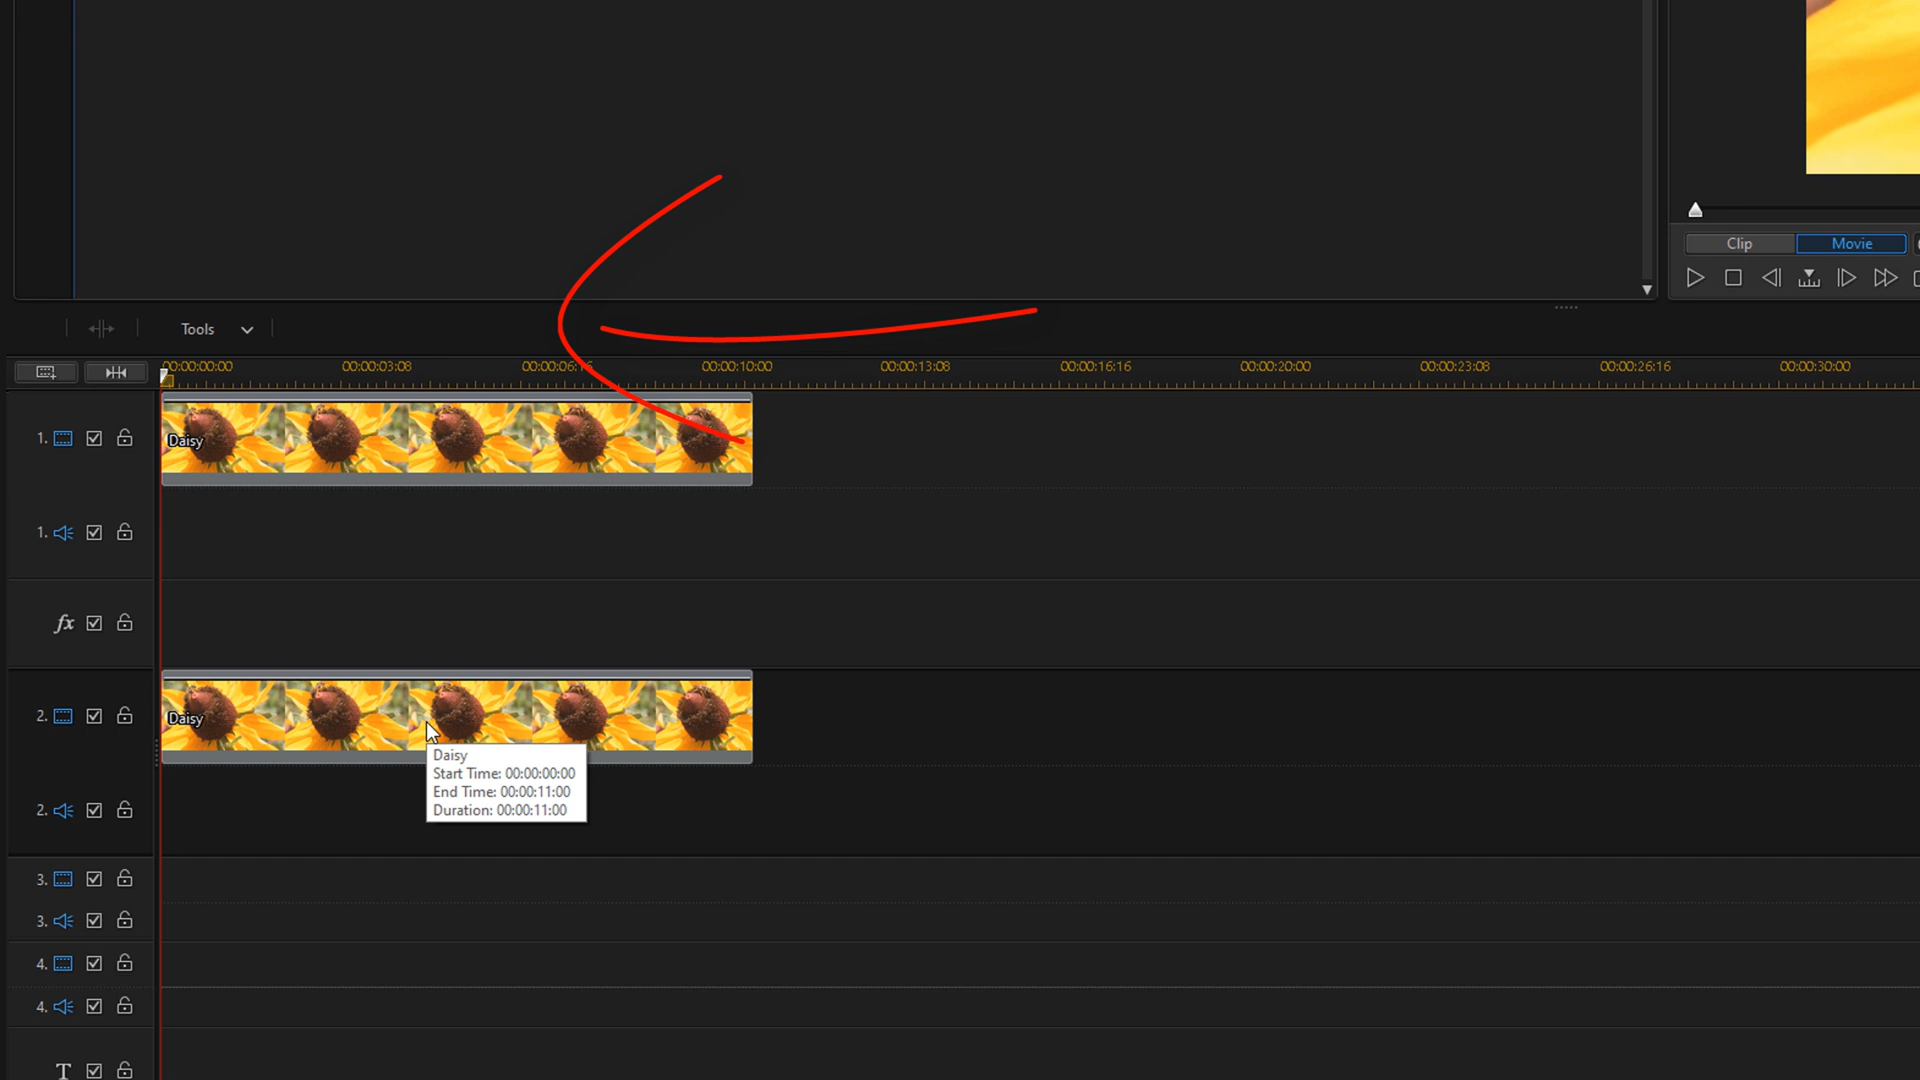 Clip Movie
Tools
00:00:00:00 00:00:03:08 00:00:10:00 00:00:13:08 00:00:16:16 00:00:20:00 00:00:23:08 00:00:26:16 00:00:30:00
1.
Daisy
1.
fx
2.
Daisy
Daisy
Start Time: 00:00:00:00
End Time: 00:00:11:00
Duration: 00:00:11:00
2.
3.
3.
4.
4.
T